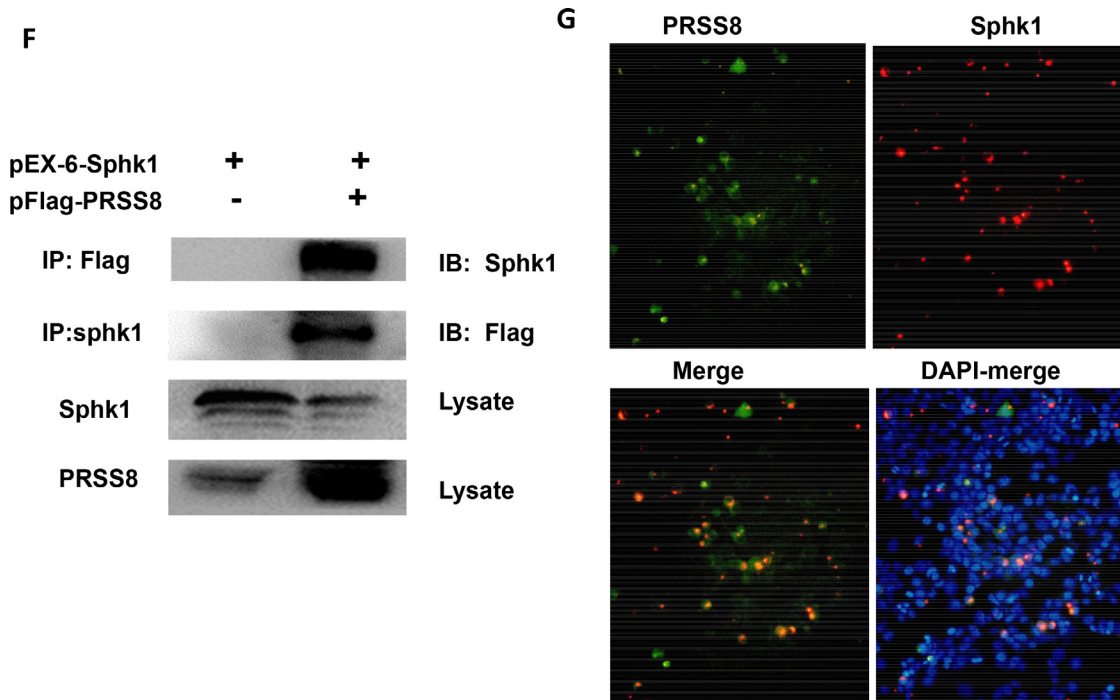 F
pEX-6-Sphk1 + +
pFlag-PRSS8 - +
IP: Flag IB: Sphk1
IP:sphk1 IB: Flag
Sphk1 Lysate
PRSS8 Lysate
G
PRSS8 Sphk1
Merge DAPI-merge